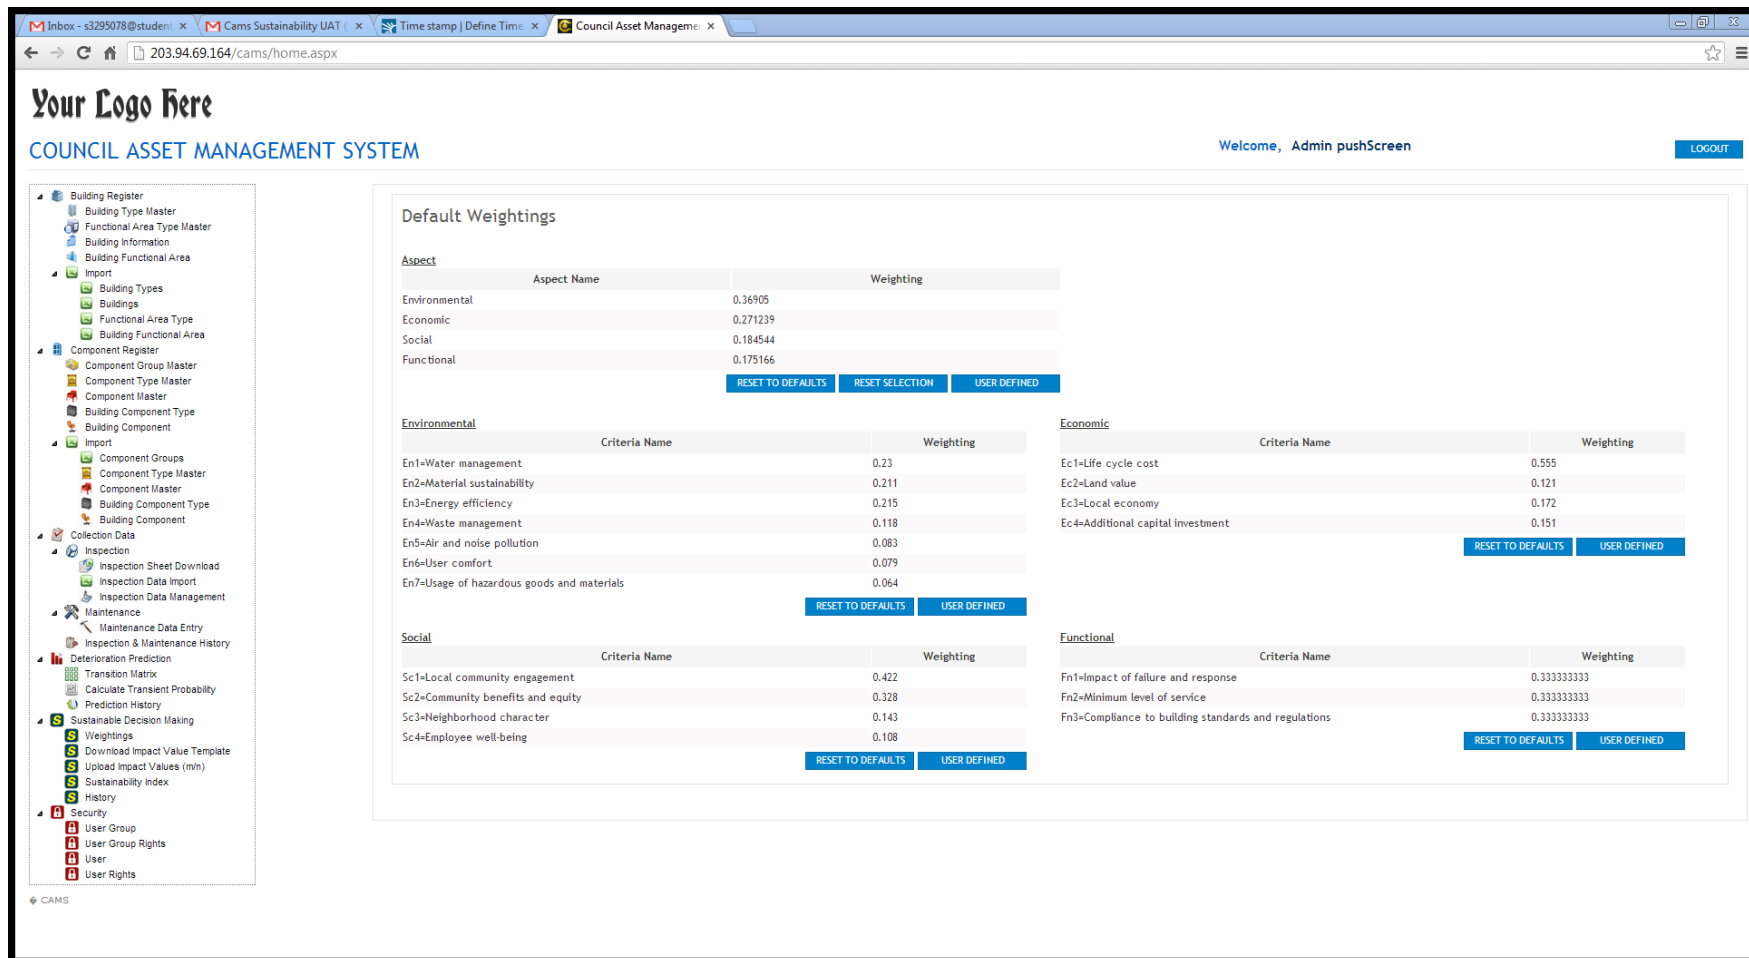 Inbox - s3295078@student
Cams Sustainability UAT (
Time stamp | Define Time
Council Asset Manageme
203.94.69.164/cams/home.aspx
Your Logo Here
COUNCIL ASSET MANAGEMENT SYSTEM
Welcome, Admin pushScreen
LOGOUT
Building Register
Building Type Master
Functional Area Type Master
Building Information
Building Functional Area
Import
Building Types
Buildings
Functional Area Type
Building Functional Area
Component Register
Component Group Master
Component Type Master
Component Master
Building Component Type
Building Component
Import
Component Groups
Component Type Master
Component Master
Building Component Type
Building Component
Collection Data
Inspection
Inspection Sheet Download
Inspection Data Import
Inspection Data Management
Maintenance
Maintenance Data Entry
Inspection & Maintenance History
Deterioration Prediction
Transition Matrix
Calculate Transient Probability
Prediction History
Sustainable Decision Making
Weightings
Download Impact Value Template
Upload Impact Values (m/n)
Sustainability Index
History
Security
User Group
User Group Rights
User
User Rights
� CAMS
Default Weightings
Aspect
Aspect Name Weighting
Environmental 0.36905
Economic 0.271239
Social 0.184544
Functional 0.175166
RESET TO DEFAULTS RESET SELECTION USER DEFINED
Environmental
Criteria Name Weighting
En1=Water management 0.23
En2=Material sustainability 0.211
En3=Energy efficiency 0.215
En4=Waste management 0.118
En5=Air and noise pollution 0.083
En6=User comfort 0.079
En7=Usage of hazardous goods and materials 0.064
RESET TO DEFAULTS USER DEFINED
Economic
Criteria Name Weighting
Ec1=Life cycle cost 0.555
Ec2=Land value 0.121
Ec3=Local economy 0.172
Ec4=Additional capital investment 0.151
RESET TO DEFAULTS USER DEFINED
Social
Criteria Name Weighting
Sc1=Local community engagement 0.422
Sc2=Community benefits and equity 0.328
Sc3=Neighborhood character 0.143
Sc4=Employee well-being 0.108
RESET TO DEFAULTS USER DEFINED
Functional
Criteria Name Weighting
Fn1=Impact of failure and response 0.333333333
Fn2=Minimum level of service 0.333333333
Fn3=Compliance to building standards and regulations 0.333333333
RESET TO DEFAULTS USER DEFINED